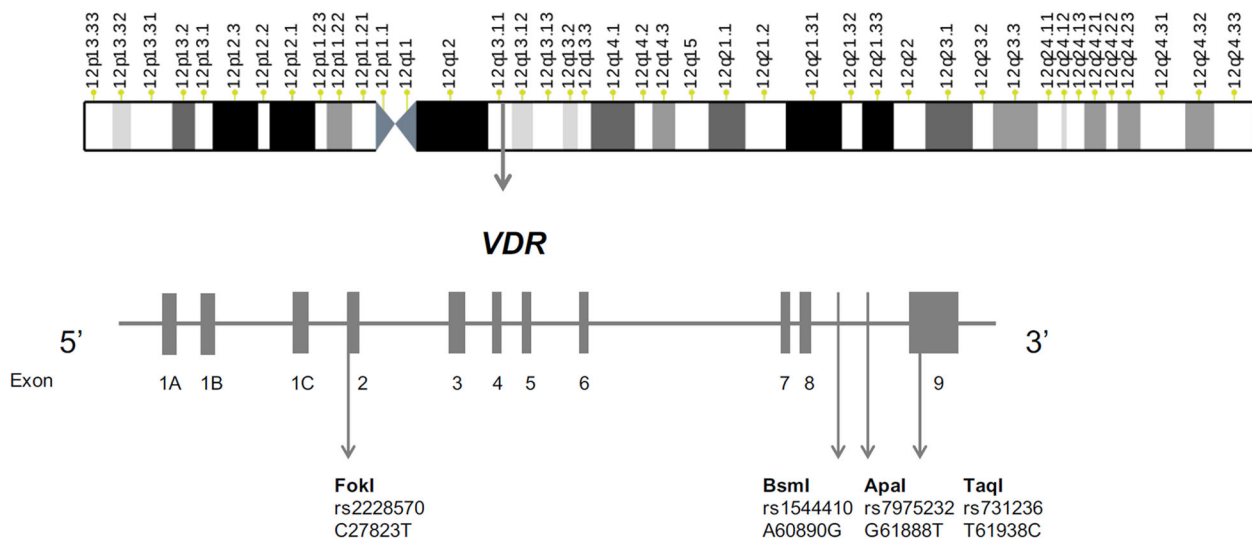 12p13.33
12p13.32
12p13.31
12p13.2
12p13.1
12p12.3
12p12.2
12p12.1
12p11.23
12p11.22
12p11.21
12p11.1
12q11
12q12
12q13.11
12q13.12
12q13.13
12q13.2
12q13.3
12q14.1
12q14.2
12q14.3
12q15
12q21.1
12q21.2
12q21.31
12q21.32
12q21.33
12q22
12q23.1
12q23.2
12q23.3
12q24.11
12q24.12
12q24.13
12q24.21
12q24.22
12q24.23
12q24.31
12q24.32
12q24.33
VDR
5’ 3’
Exon 1A 1B 1C 2 3 4 5 6 7 8 9
FokI BsmI ApaI TaqI
rs2228570 rs1544410 rs7975232 rs731236
C27823T A60890G G61888T T61938C